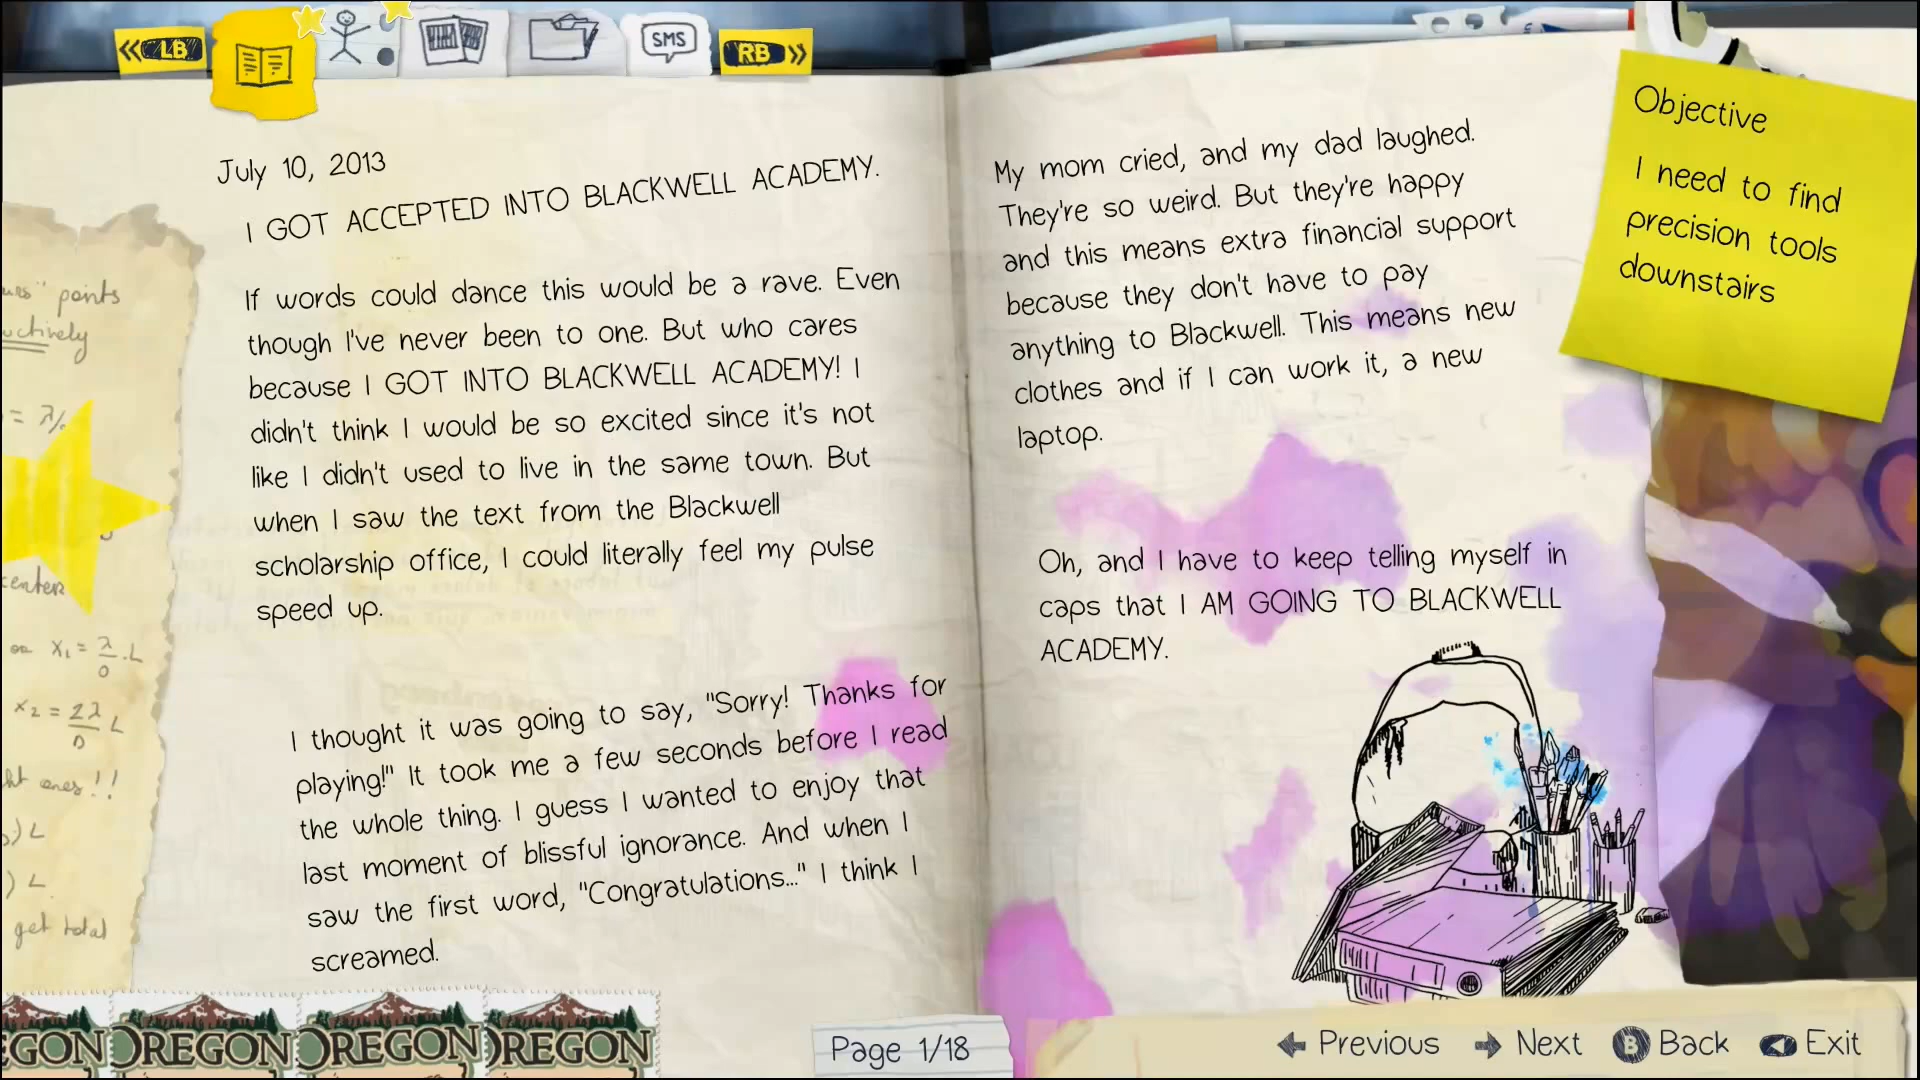 LB
SMS
RB
July 10, 2013
I GOT ACCEPTED INTO BLACKWELL ACADEMY.
If words could dance this would be a rave. Even
though I've never been to one. But who cares
because I GOT INTO BLACKWELL ACADEMY! I
didn't think I would be so excited since it's not
like I didn't used to live in the same town. But
when I saw the text from the Blackwell
scholarship office, I could literally feel my pulse
speed up.
I thought it was going to say, "Sorry! Thanks for
playing!" It took me a few seconds before I read
the whole thing. I guess I wanted to enjoy that
last moment of blissful ignorance. And when I
saw the first word, "Congratulations..." I think I
screamed.
My mom cried, and my dad laughed.
They're so weird. But they're happy
and this means extra financial support
because they don't have to pay
anything to Blackwell. This means new
clothes and if I can work it, a new
laptop.
Oh, and I have to keep telling myself in
caps that I AM GOING TO BLACKWELL
ACADEMY.
Objective
I need to find
precision tools
downstairs
points
center
X₁ = λ/D . L
X₂ = 2λ/D L
ones!!
) L
) L
get total
EGON OREGON OREGON OREGON
Page 1/18
Previous Next B Back Exit